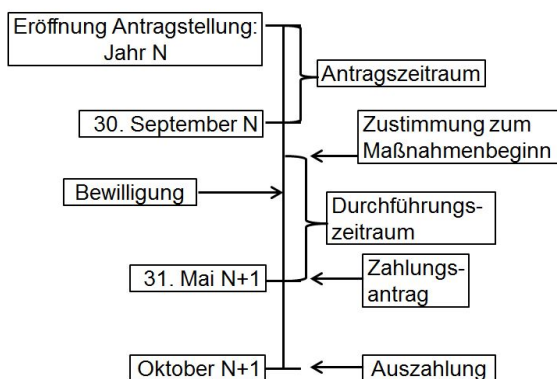 Eröffnung Antragstellung:
Jahr N
Antragszeitraum
30. September N
Zustimmung zum
Maßnahmenbeginn
Bewilligung
Durchführungs-
zeitraum
31. Mai N+1
Zahlungs-
antrag
Oktober N+1
Auszahlung